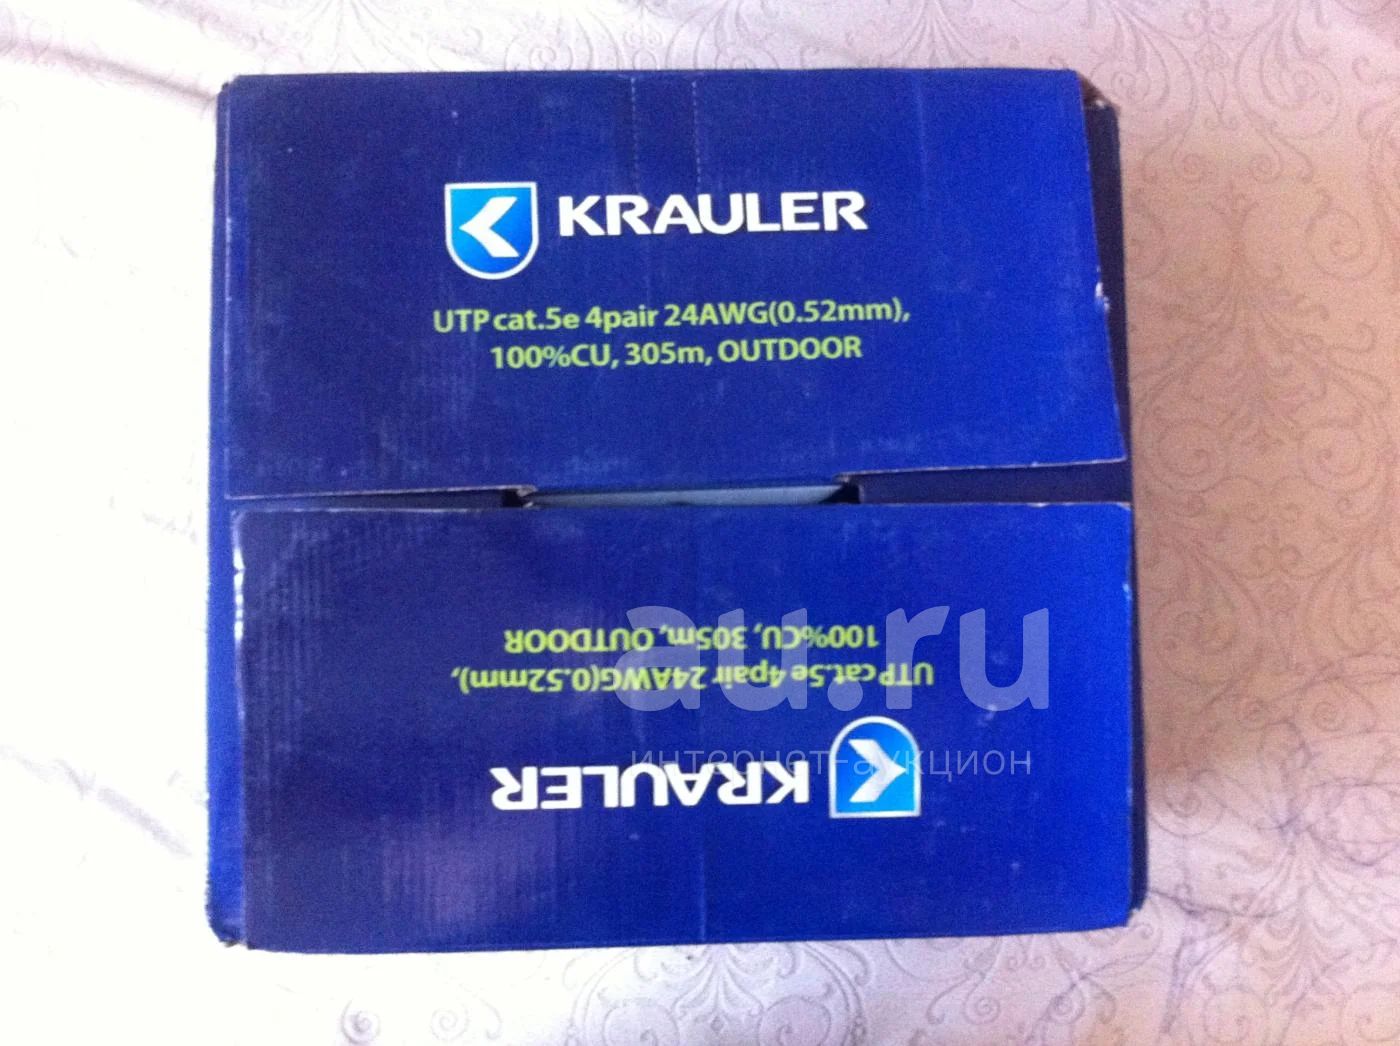 KRAULER
UTP cat.5e 4pair 24AWG(0.52mm),
100%CU, 305m, OUTDOOR
au.ru
интернет-аукцион
KRAULER
UTP cat.5e 4pair 24AWG(0.52mm),
100%CU, 305m, OUTDOOR